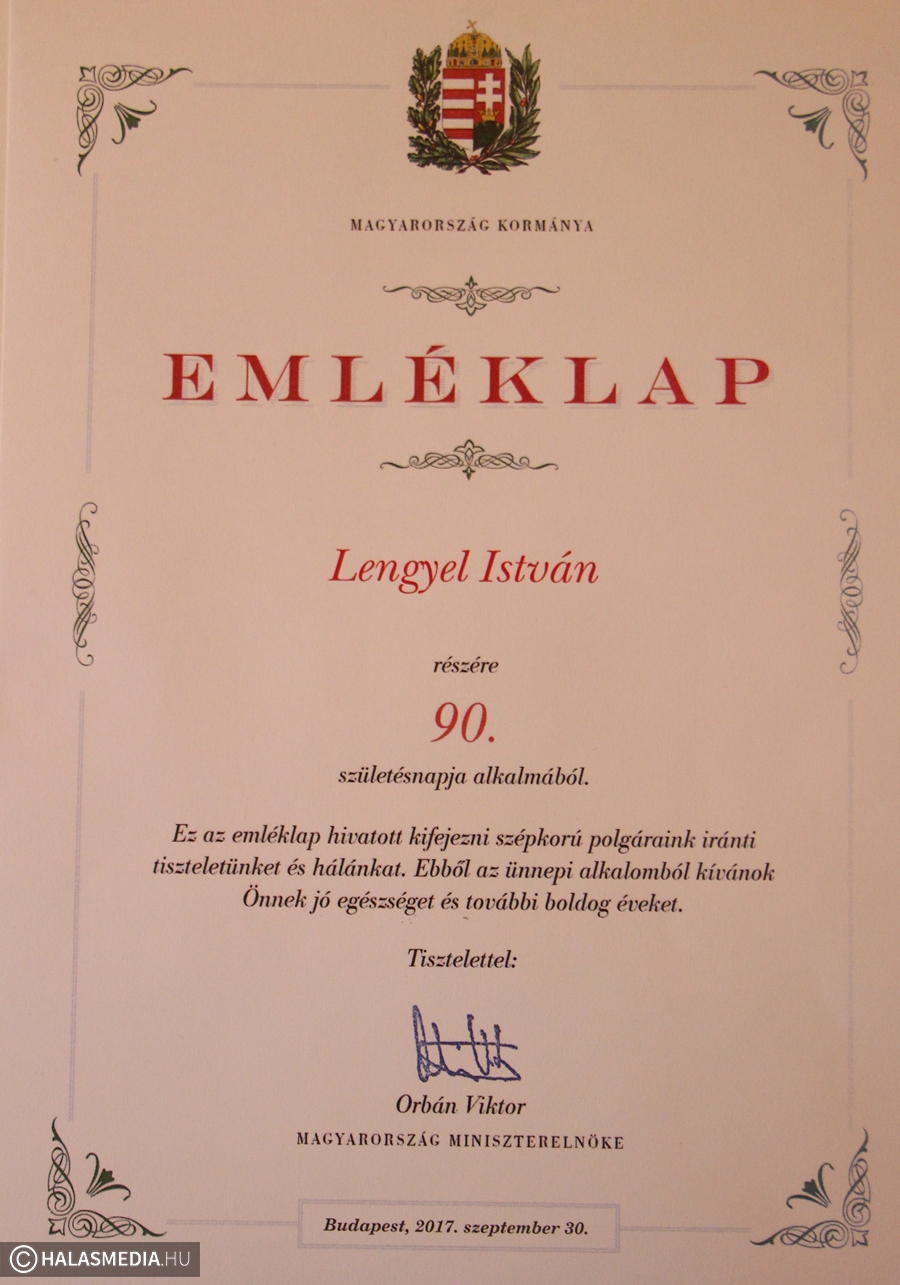 MAGYARORSZÁG KORMÁNYA
EMLÉKLAP
Lengyel István
részére
90.
születésnapja alkalmából.
Ez az emléklap hivatott kifejezni szépkorú polgáraink iránti
tiszteletünket és hálánkat. Ebből az ünnepi alkalomból kívánok
Önnek jó egészséget és további boldog éveket.
Tisztelettel:
Orbán Viktor
MAGYARORSZÁG MINISZTERELNÖKE
Budapest, 2017. szeptember 30.
© HALASMEDIA.HU